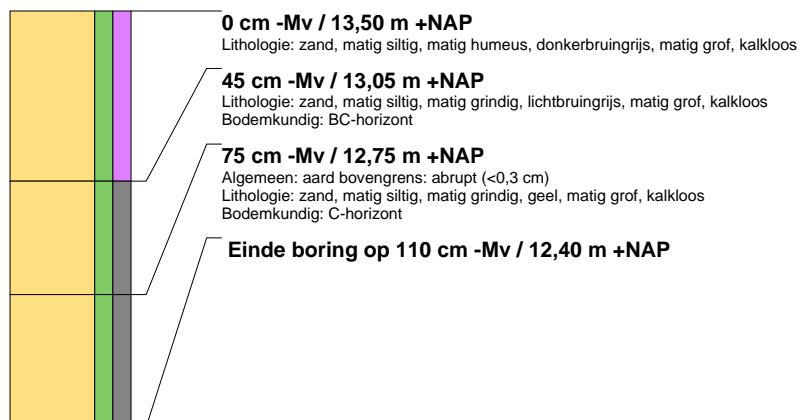 0 cm -Mv / 13,50 m +NAP
Lithologie: zand, matig siltig, matig humeus, donkerbruingrijs, matig grof, kalkloos
45 cm -Mv / 13,05 m +NAP
Lithologie: zand, matig siltig, matig grindig, lichtbruingrijs, matig grof, kalkloos
Bodemkundig: BC-horizont
75 cm -Mv / 12,75 m +NAP
Algemeen: aard bovengrens: abrupt (<0,3 cm)
Lithologie: zand, matig siltig, matig grindig, geel, matig grof, kalkloos
Bodemkundig: C-horizont
Einde boring op 110 cm -Mv / 12,40 m +NAP